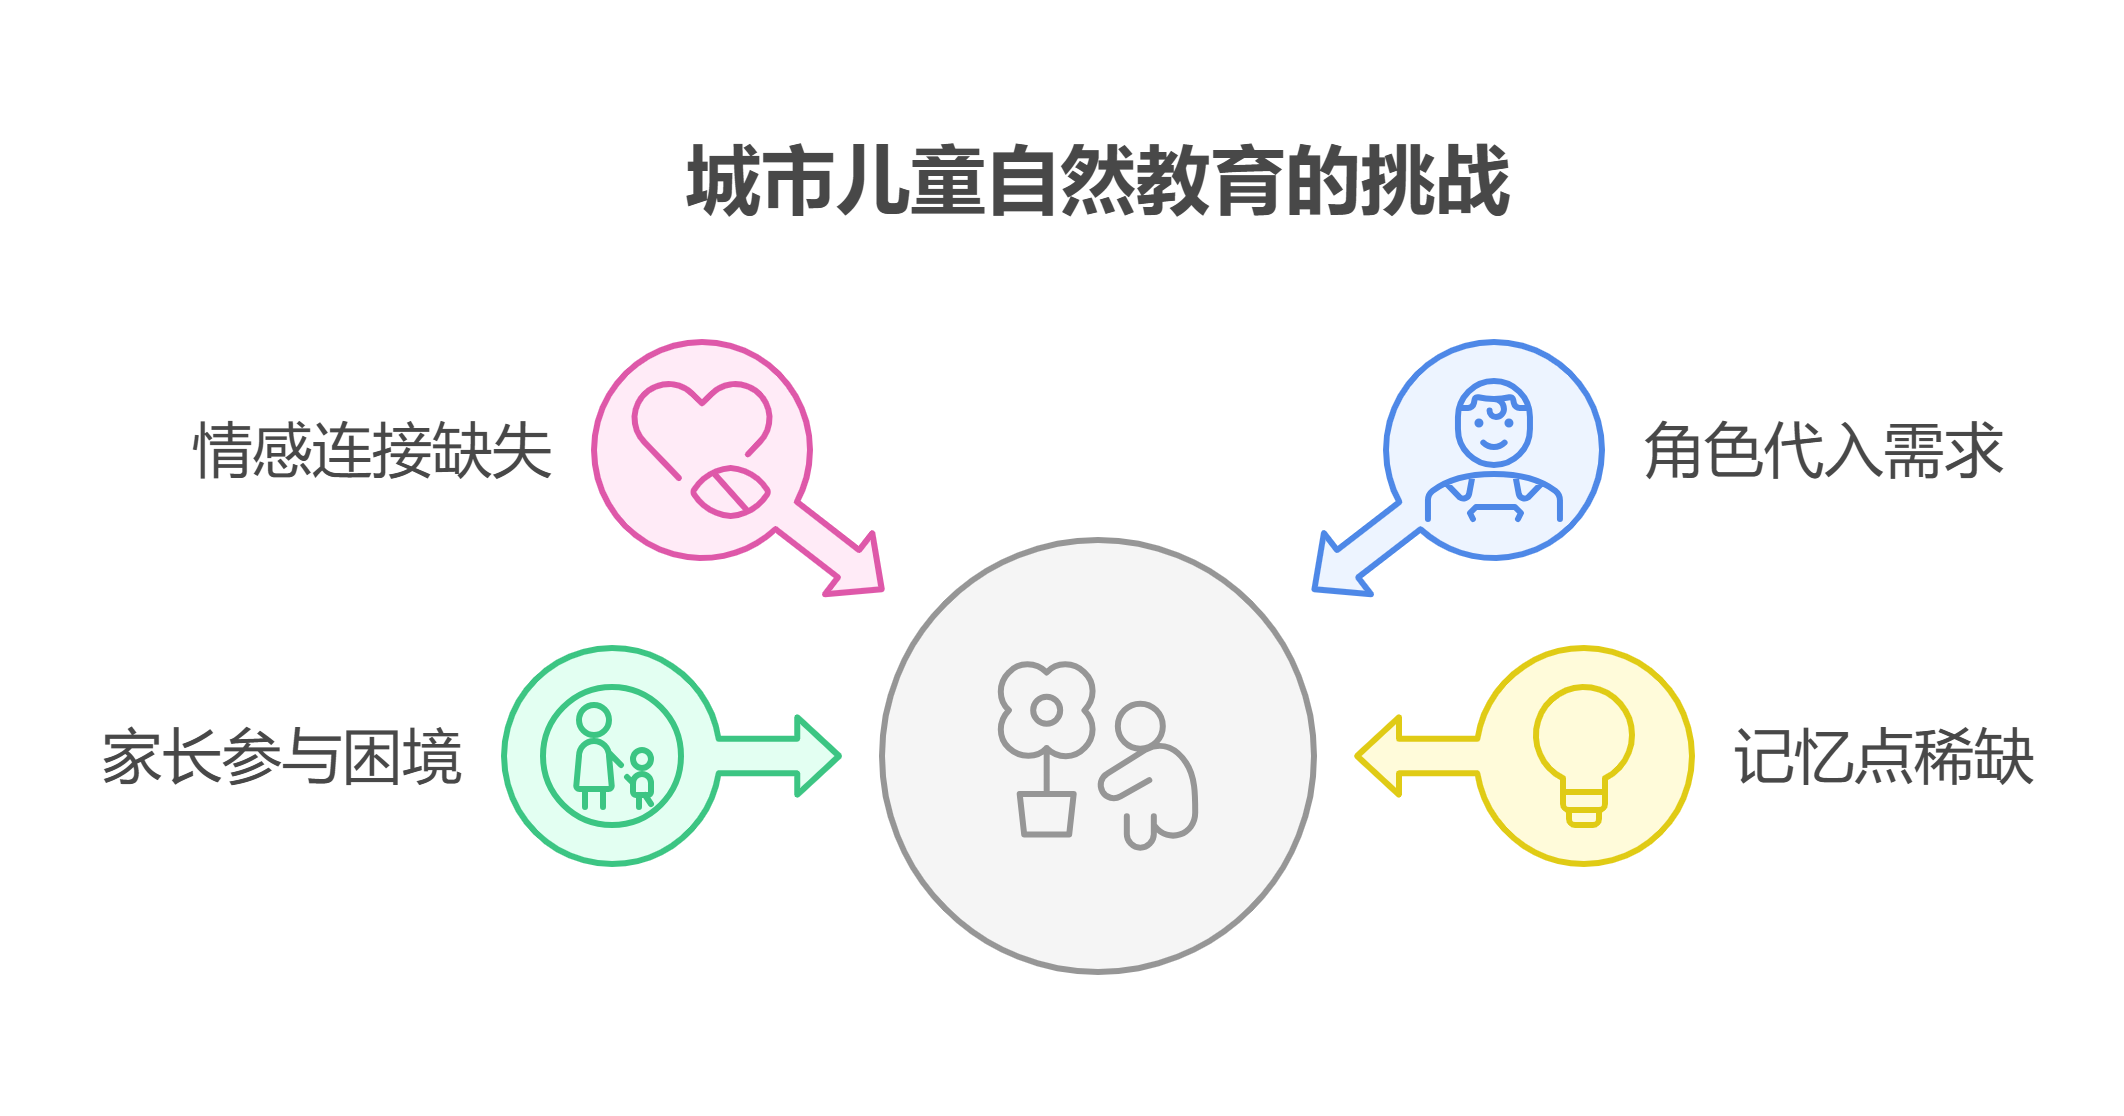 城市儿童自然教育的挑战
情感连接缺失
角色代入需求
家长参与困境
记忆点稀缺